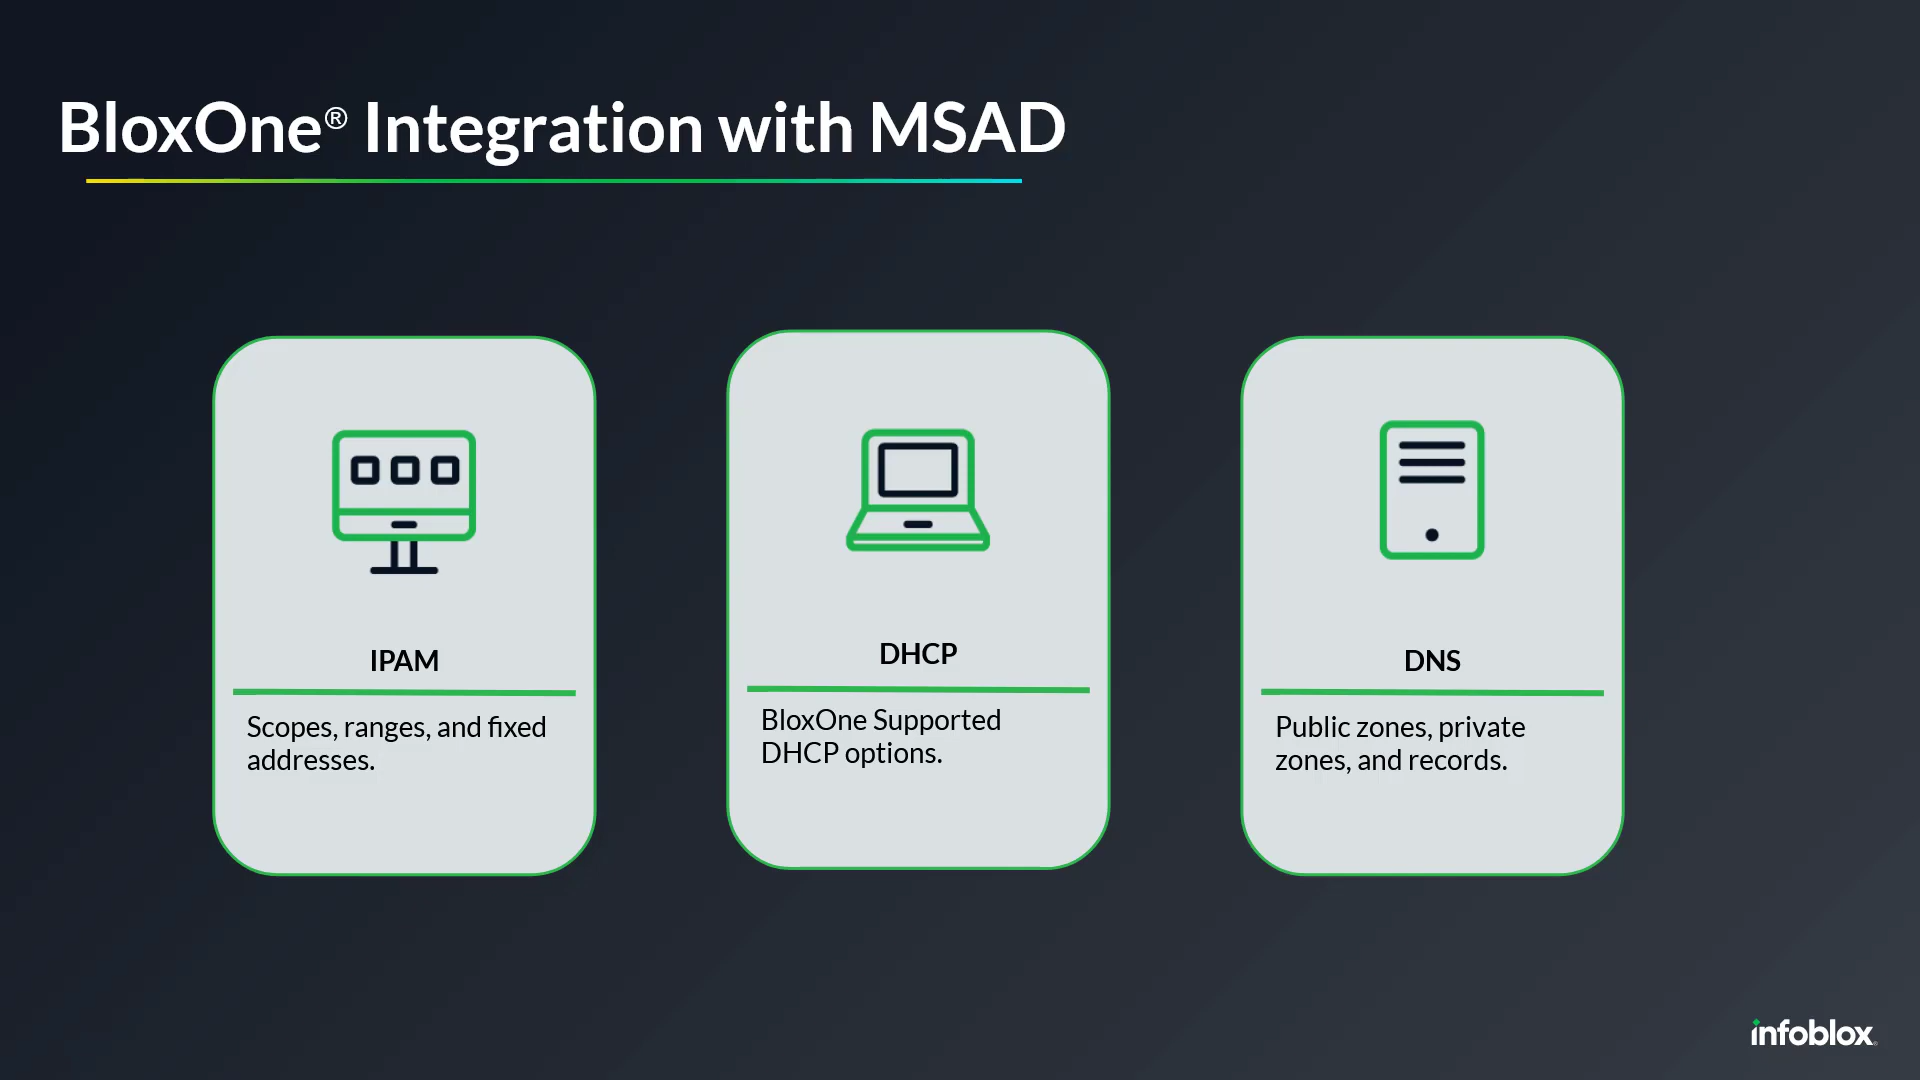 BloxOne® Integration with MSAD
IPAM
Scopes, ranges, and fixed
addresses.
DHCP
BloxOne Supported
DHCP options.
DNS
Public zones, private
zones, and records.
infoblox